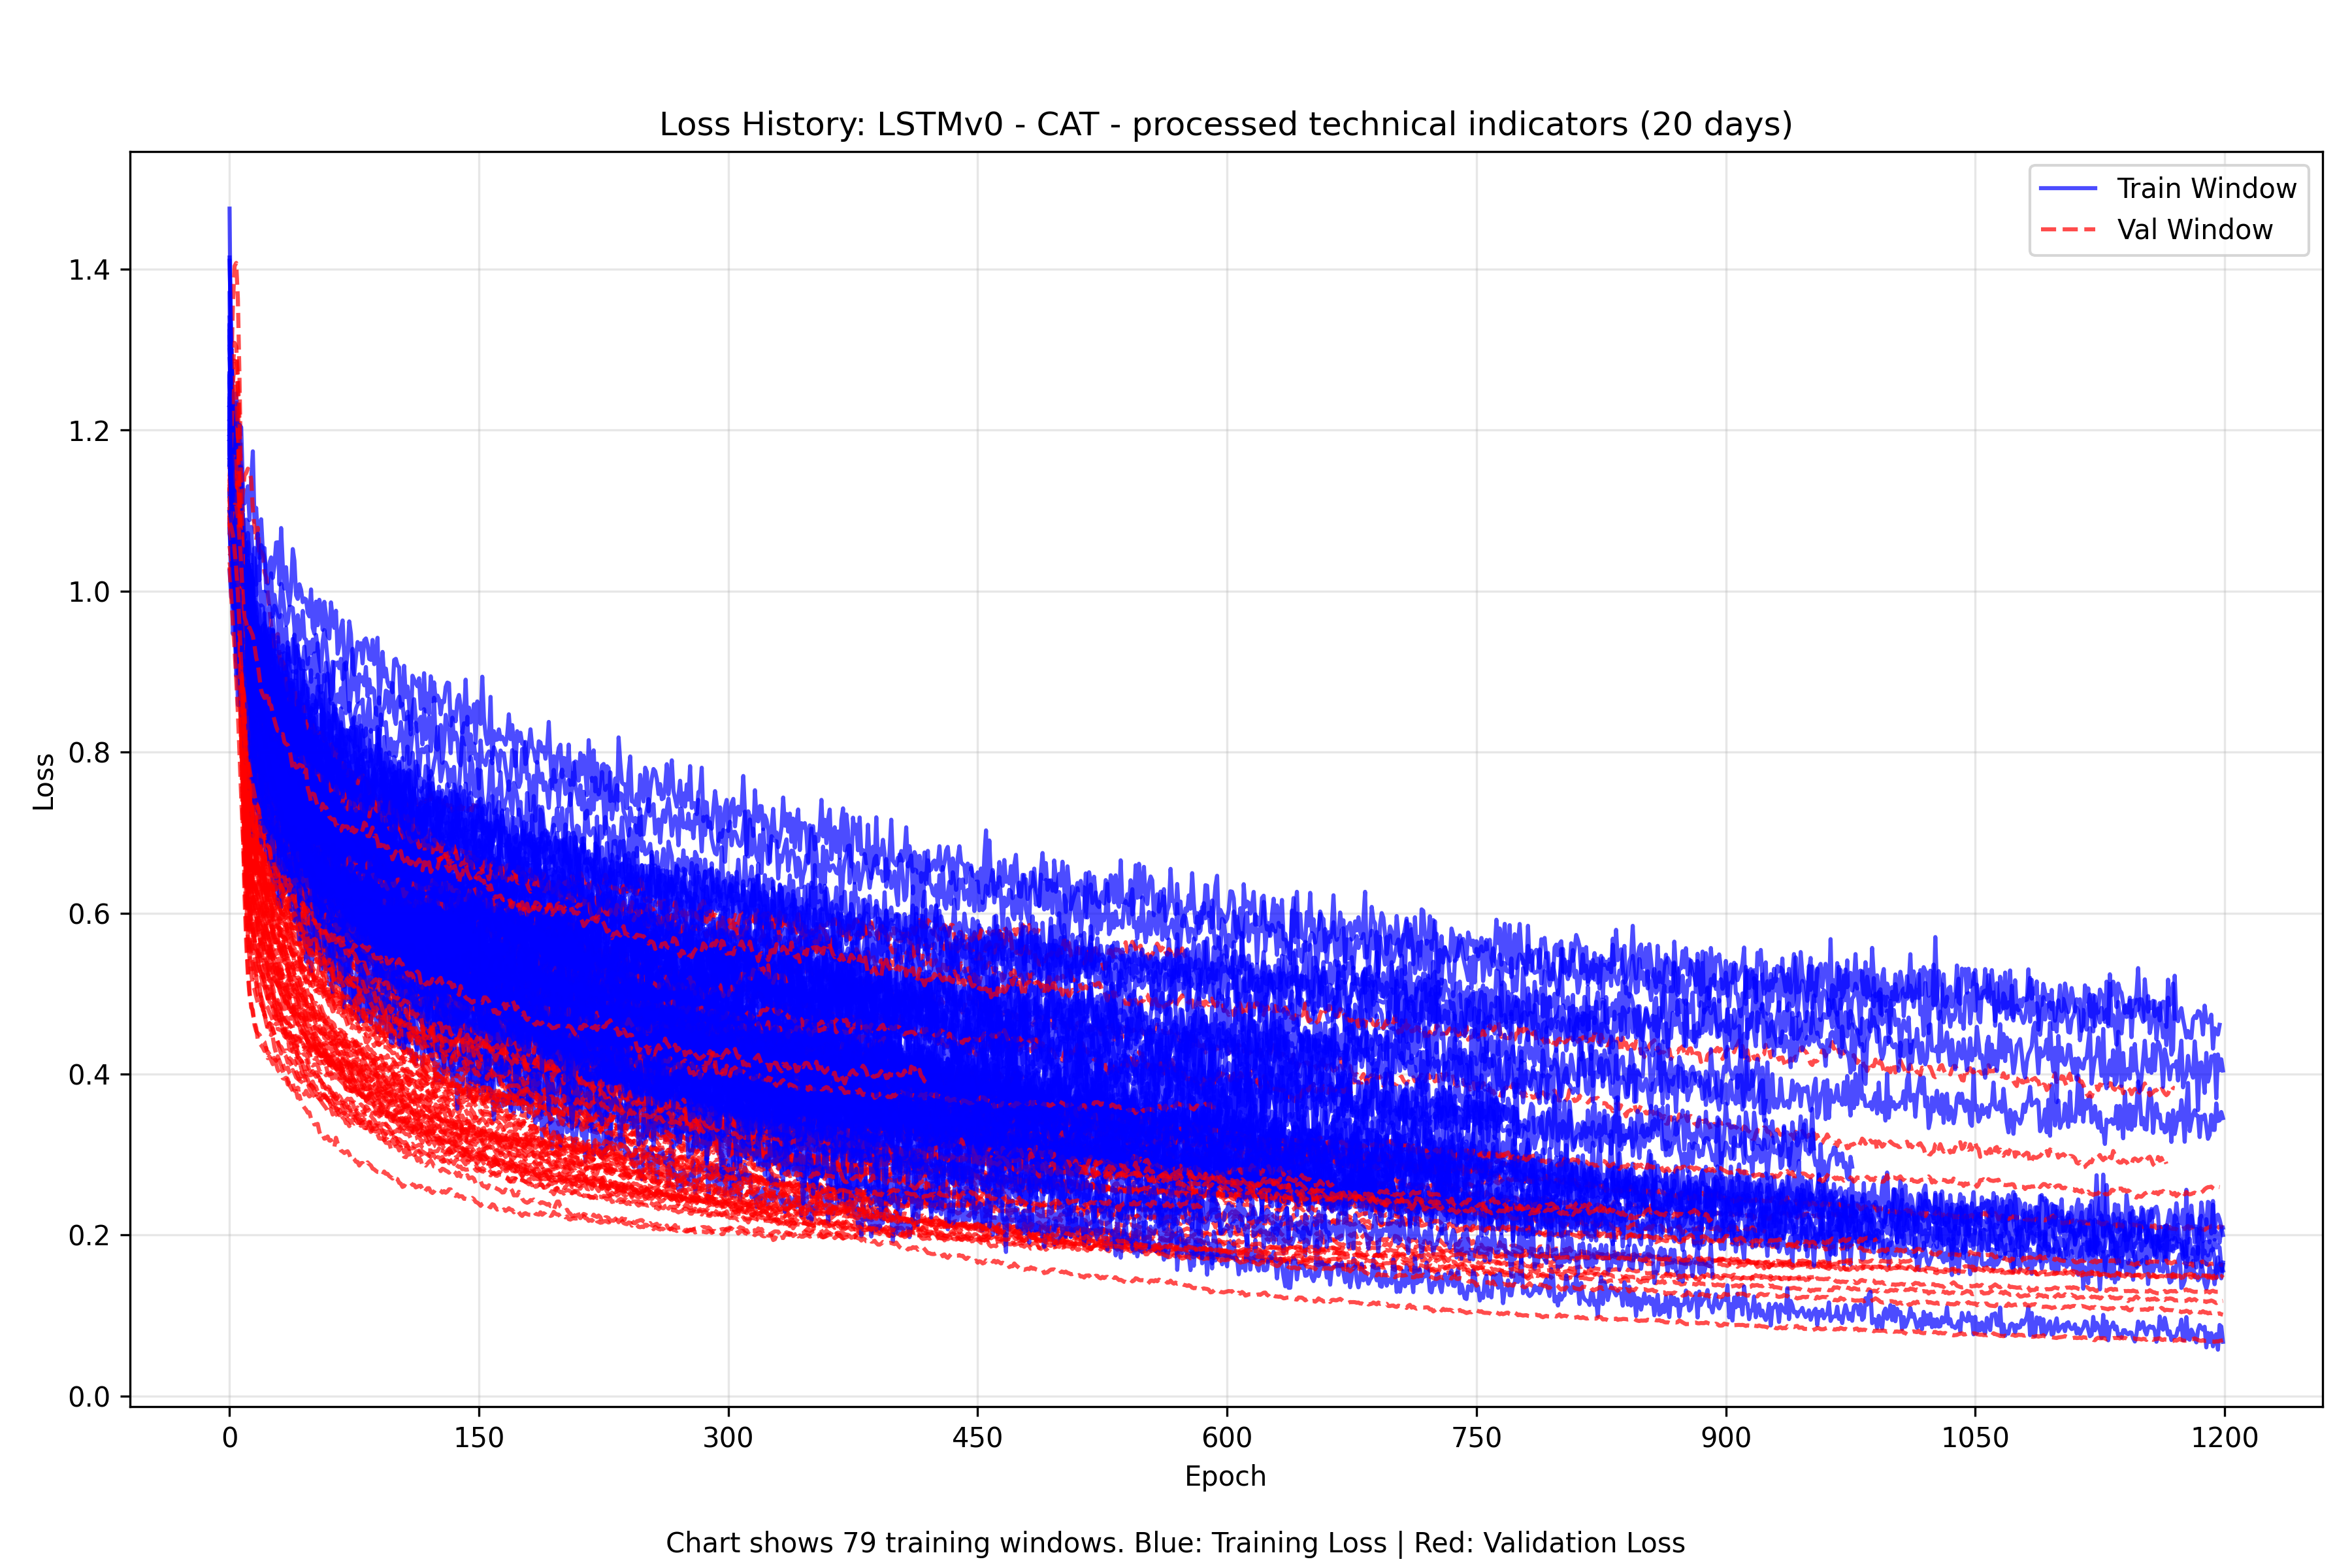 Loss History: LSTMv0 - CAT - processed technical indicators (20 days)
Train Window
Val Window
1.4
1.2
1.0
0.8
0.6
0.4
0.2
0.0
Loss
0 150 300 450 600 750 900 1050 1200
Epoch
Chart shows 79 training windows. Blue: Training Loss | Red: Validation Loss